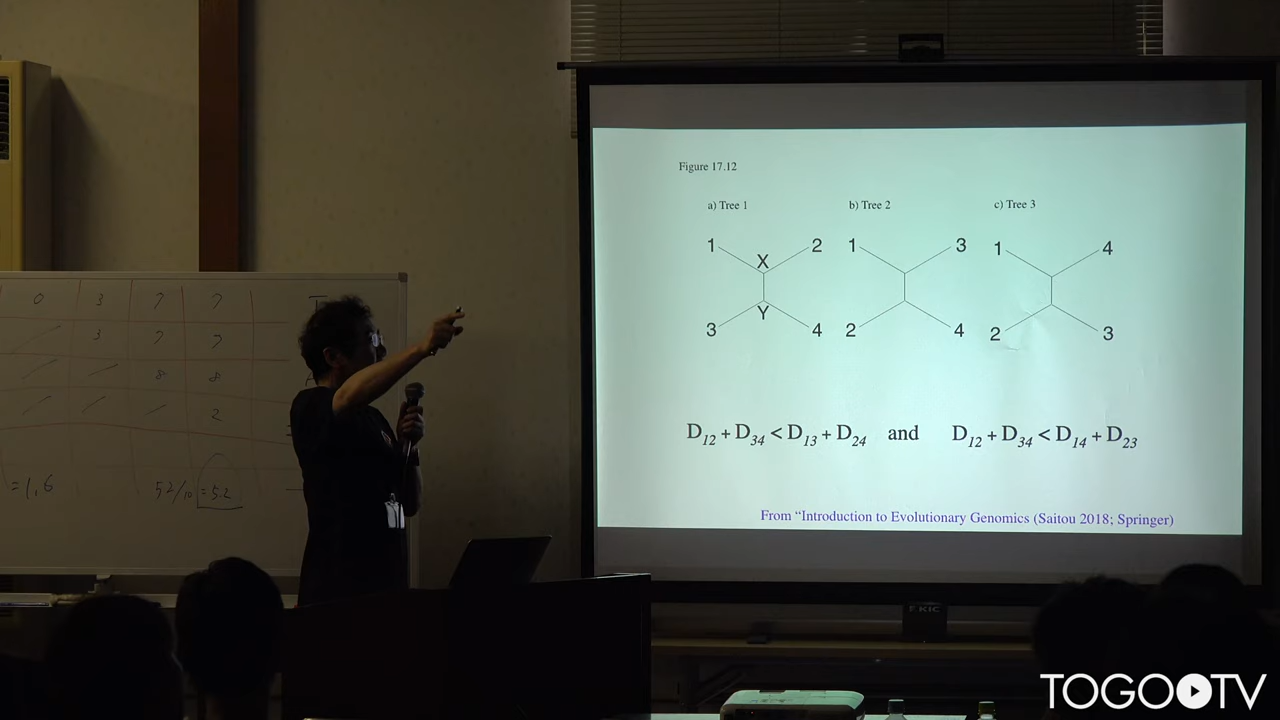 Figure 17.12
a) Tree 1 b) Tree 2 c) Tree 3
1 2 1 3 1 4
X
Y
3 4 2 4 2 3
D12 + D34 < D13 + D24 and D12 + D34 < D14 + D23
From “Introduction to Evolutionary Genomics (Saitou 2018; Springer)
0 3 7 7
3 7 7
8 8
2
=1.6 52/10 =5.2
KIC
TOGOTV